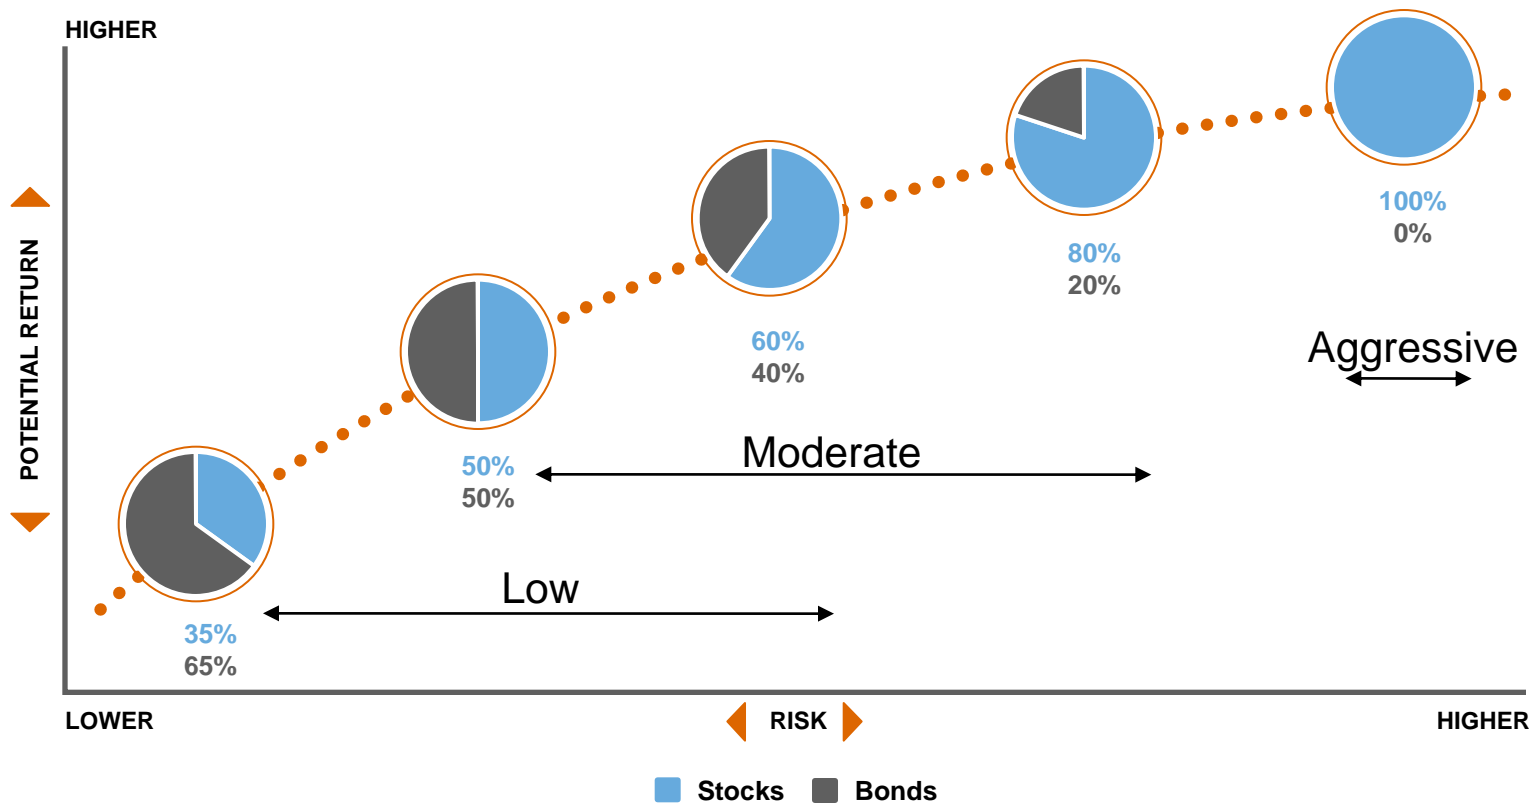 HIGHER
POTENTIAL RETURN
100%
0%
80%
20%
60%
40%
Aggressive
50%
50%
Moderate
35%
65%
Low
LOWER
RISK
HIGHER
Stocks
Bonds